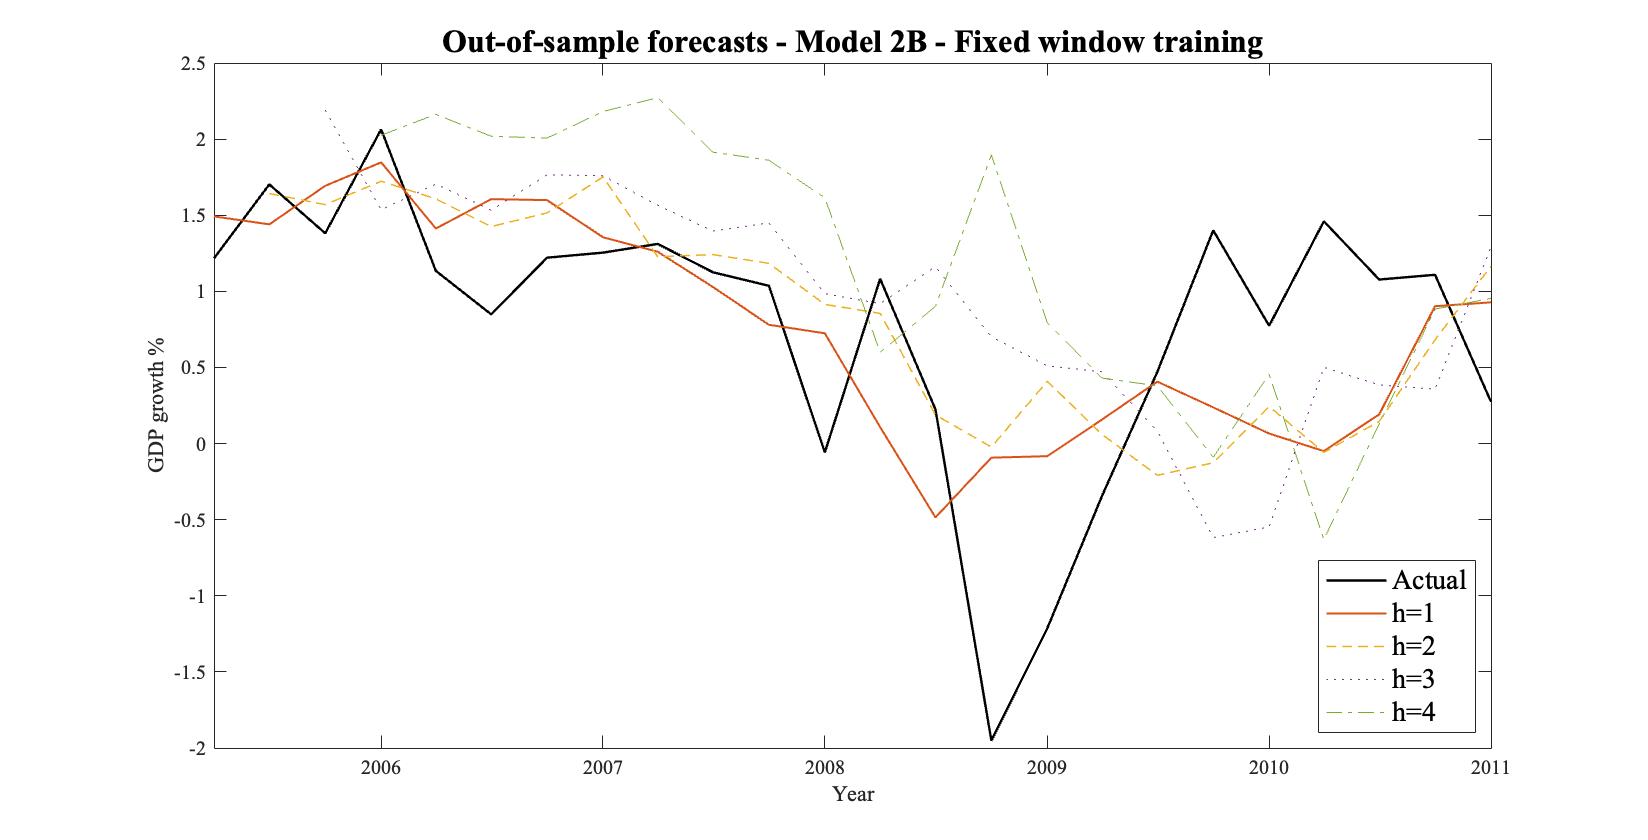 Out-of-sample forecasts - Model 2B - Fixed window training
2.5
2
1.5
1
0.5
0
-0.5
-1
-1.5
-2
GDP growth %
2006
2007
2008
2009
2010
2011
Year
Actual
h=1
h=2
h=3
h=4